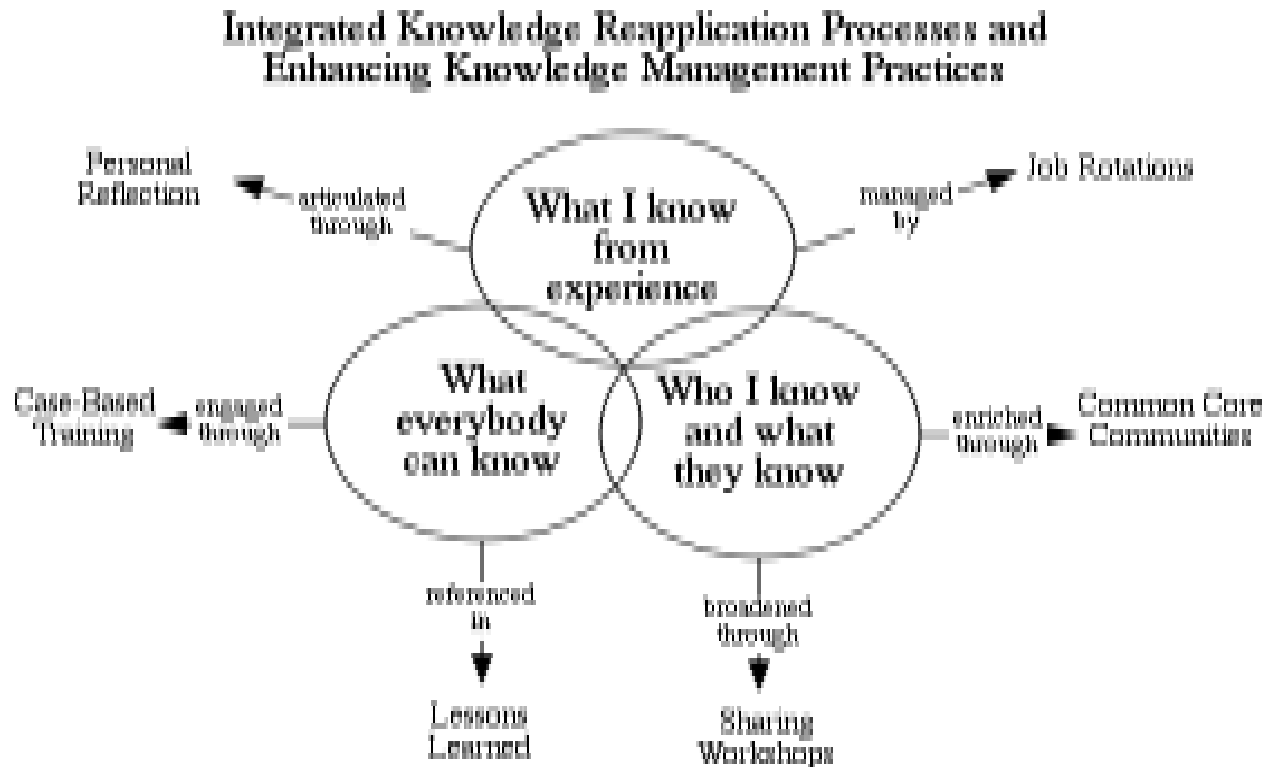 Integrated Knowledge Reapplication Processes and
Enhancing Knowledge Management Practices
Personal
Reflection
articulated
through
What I know
from
experience
managed
by
Job Rotations
Case-Based
Training
engaged
through
What
everybody
can know
Who I know
and what
they know
enriched
through
Common Core
Communities
referenced
in
Lessons
Learned
broadened
through
Sharing
Workshops